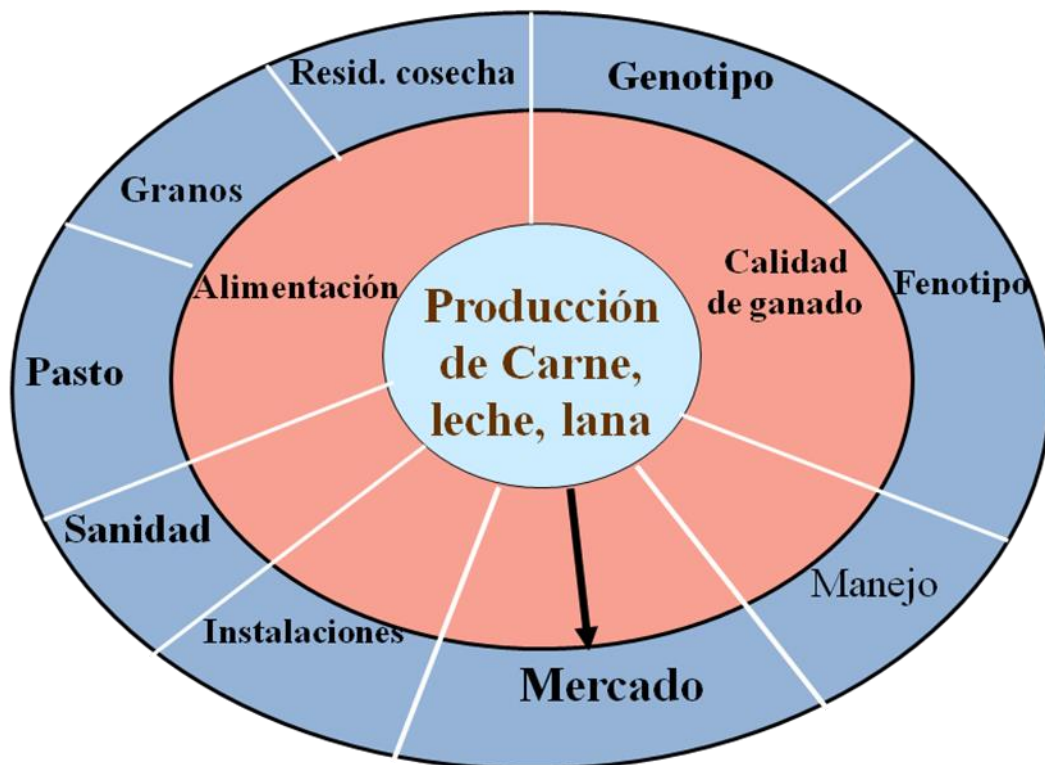 Resid. cosecha
Genotipo
Granos
Alimentación
Calidad
de ganado
Fenotipo
Producción
de Carne,
leche, lana
Pasto
Sanidad
Instalaciones
Manejo
Mercado